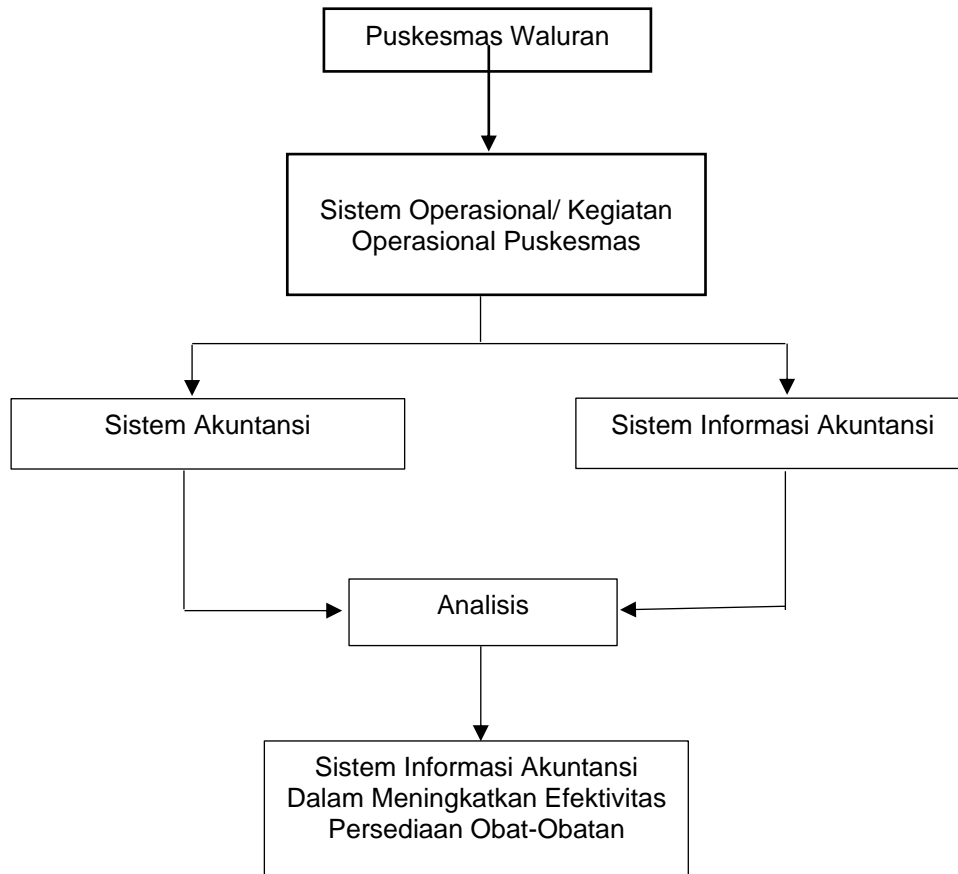 Puskesmas Waluran
Sistem Operasional/ Kegiatan
Operasional Puskesmas
Sistem Akuntansi
Sistem Informasi Akuntansi
Analisis
Sistem Informasi Akuntansi
Dalam Meningkatkan Efektivitas
Persediaan Obat-Obatan